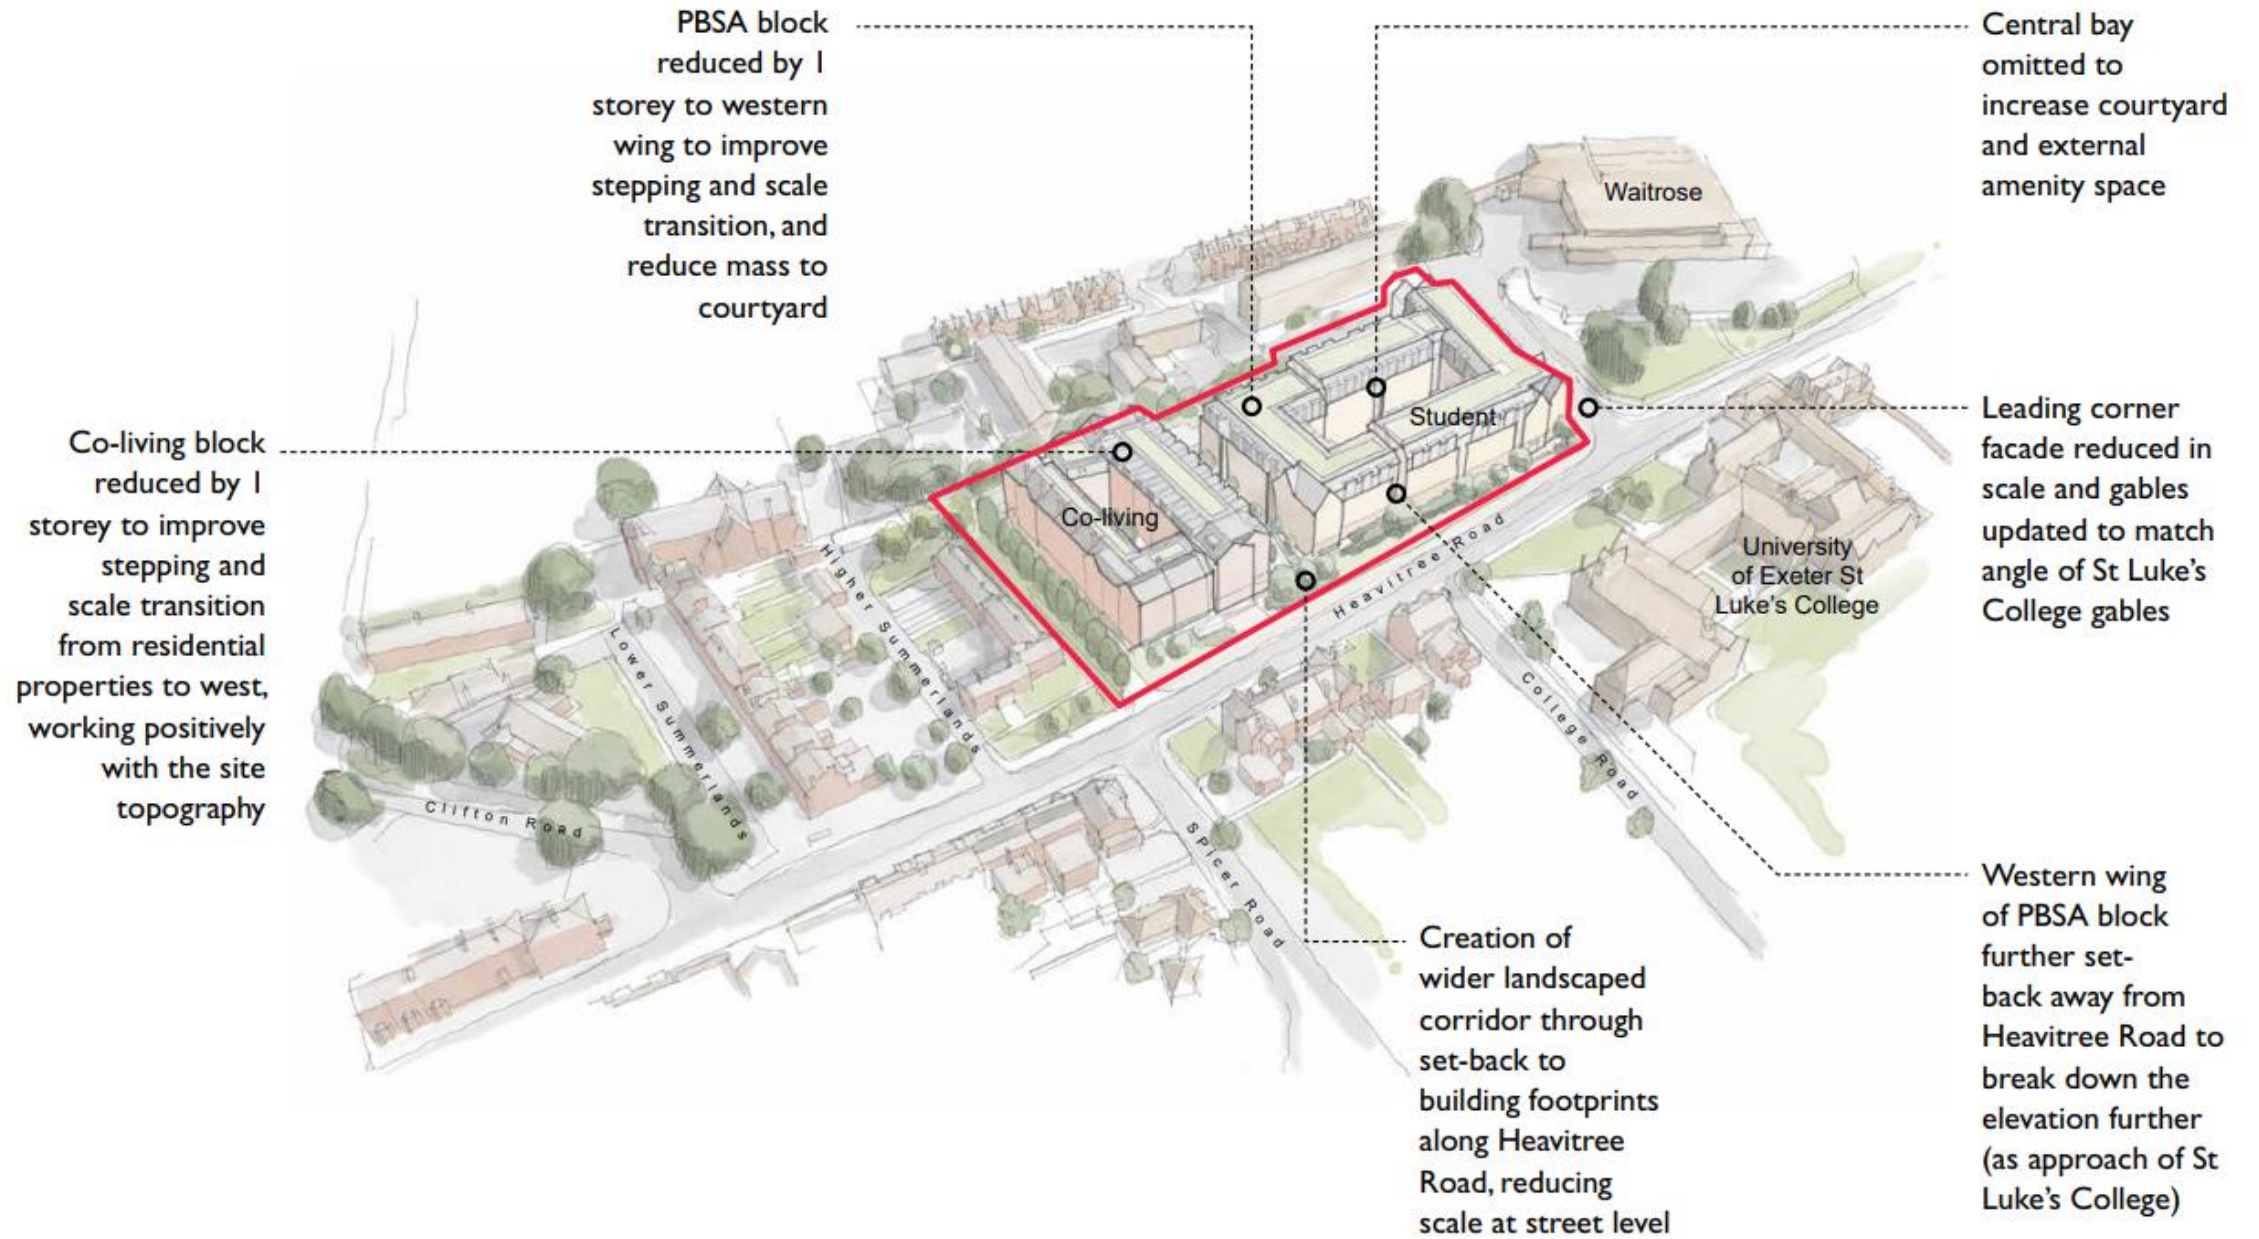 PBSA block
reduced by 1
storey to western
wing to improve
stepping and scale
transition, and
reduce mass to
courtyard
Central bay
omitted to
increase courtyard
and external
amenity space
Waitrose
Student
Co-living
Leading corner
facade reduced in
scale and gables
updated to match
angle of St Luke's
College gables
Co-living block
reduced by 1
storey to improve
stepping and
scale transition
from residential
properties to west,
working positively
with the site
topography
University
of Exeter St
Luke's College
Heavitree Road
Higher Summerlands
Lower Summerlands
Clifton Road
Spicer Road
College Road
Creation of
wider landscaped
corridor through
set-back to
building footprints
along Heavitree
Road, reducing
scale at street level
Western wing
of PBSA block
further set-
back away from
Heavitree Road to
break down the
elevation further
(as approach of St
Luke's College)